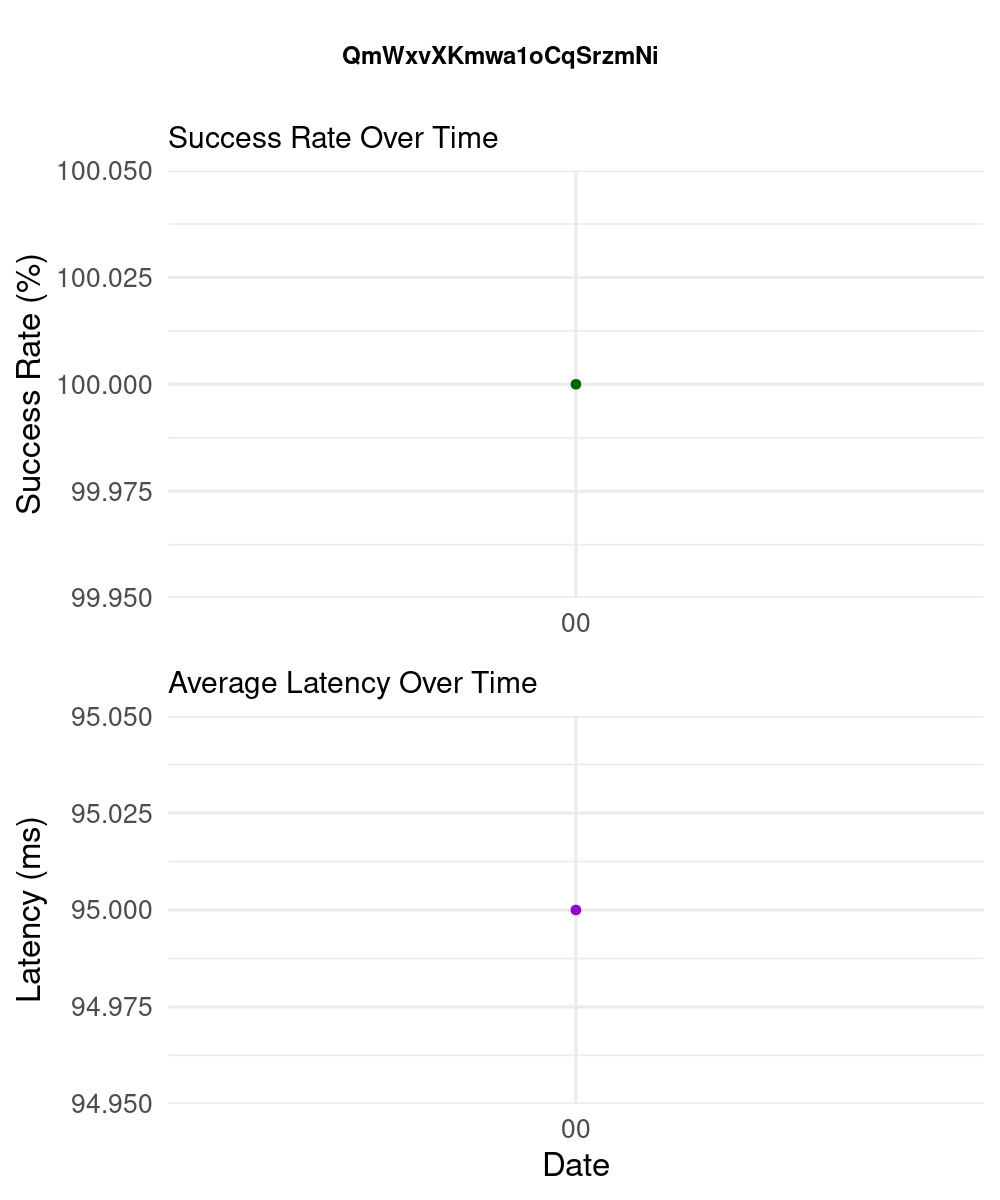 QmWxvXKmwa1oCqSrzmNi
Success Rate Over Time
100.050
100.025
100.000
99.975
99.950
Success Rate (%)
00
Average Latency Over Time
95.050
95.025
95.000
94.975
94.950
Latency (ms)
00
Date